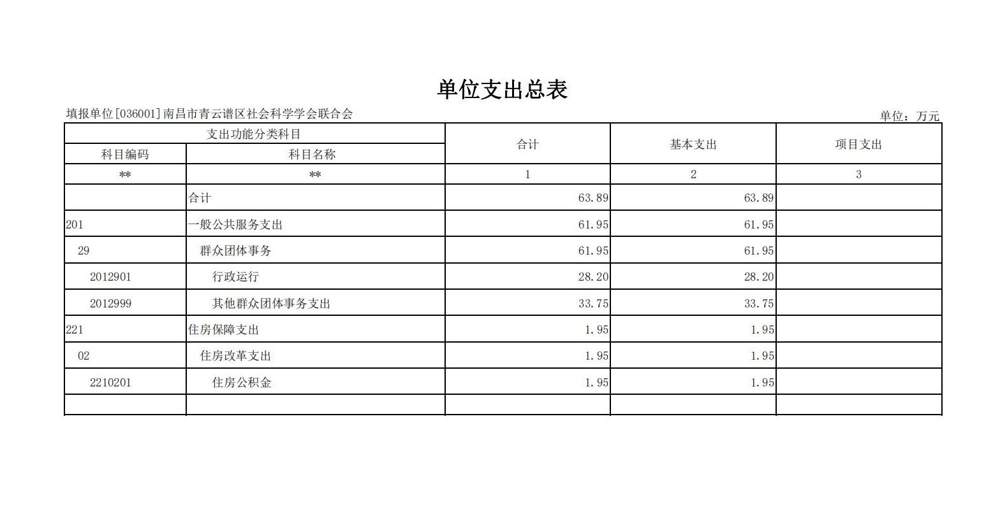 单位支出总表
填报单位[036001]南昌市青云谱区社会科学学会联合会 单位：万元
支出功能分类科目 合计 基本支出 项目支出
科目编码 科目名称
** ** 1 2 3
合计 63.89 63.89
201 一般公共服务支出 61.95 61.95
29 群众团体事务 61.95 61.95
2012901 行政运行 28.20 28.20
2012999 其他群众团体事务支出 33.75 33.75
221 住房保障支出 1.95 1.95
02 住房改革支出 1.95 1.95
2210201 住房公积金 1.95 1.95